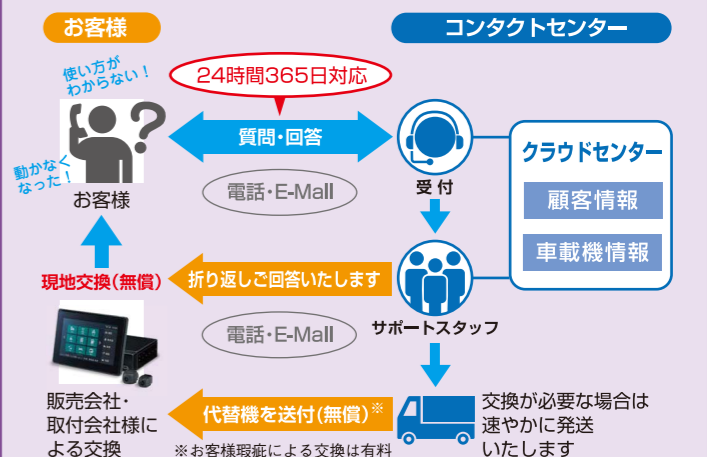 お客様
コンタクトセンター
使い方が
わからない！
24時間365日対応
質問・回答
クラウドセンター
動かなく
なった！
お客様
電話・E-Mall
受付
顧客情報
車載機情報
現地交換(無償)
折り返しご回答いたします
サポートスタッフ
電話・E-Mall
販売会社・
取付会社様に
よる交換
代替機を送付(無償)※
※お客様瑕疵による交換は有料
交換が必要な場合は
速やかに発送
いたします